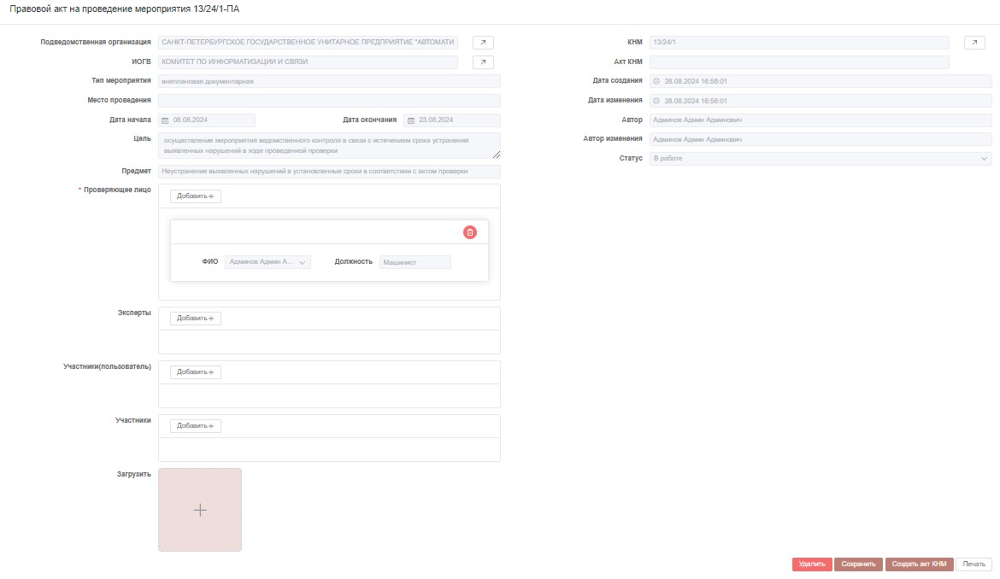 Правовой акт на проведение мероприятия 13/24/1-ПА
Подведомственная организация САНКТ-ПЕТЕРБУРГСКОЕ ГОСУДАРСТВЕННОЕ УНИТАРНОЕ ПРЕДПРИЯТИЕ "АВТОМАТИ
ИОГВ КОМИТЕТ ПО ИНФОРМАТИЗАЦИИ И СВЯЗИ
Тип мероприятия внеплановая документарная
Место проведения
Дата начала 08.08.2024 Дата окончания 23.08.2024
Цель осуществление мероприятия ведомственного контроля в связи с истечением срока устранения
выявленных нарушений в ходе проведенной проверки
Предмет Неустранение выявленных нарушений в установленные сроки в соответствии с актом проверки
* Проверяющее лицо
Добавить+
ФИО Админов Админ А... Должность Машинист
Эксперты
Добавить+
Участники(пользователь)
Добавить+
Участники
Добавить+
Загрузить
КНМ 13/24/1
Акт КНМ
Дата создания 28.08.2024 16:58:01
Дата изменения 28.08.2024 16:58:01
Автор Админов Админ Админович
Автор изменения Админов Админ Админович
Статус В работе
Удалить Сохранить Создать акт КНМ Печать